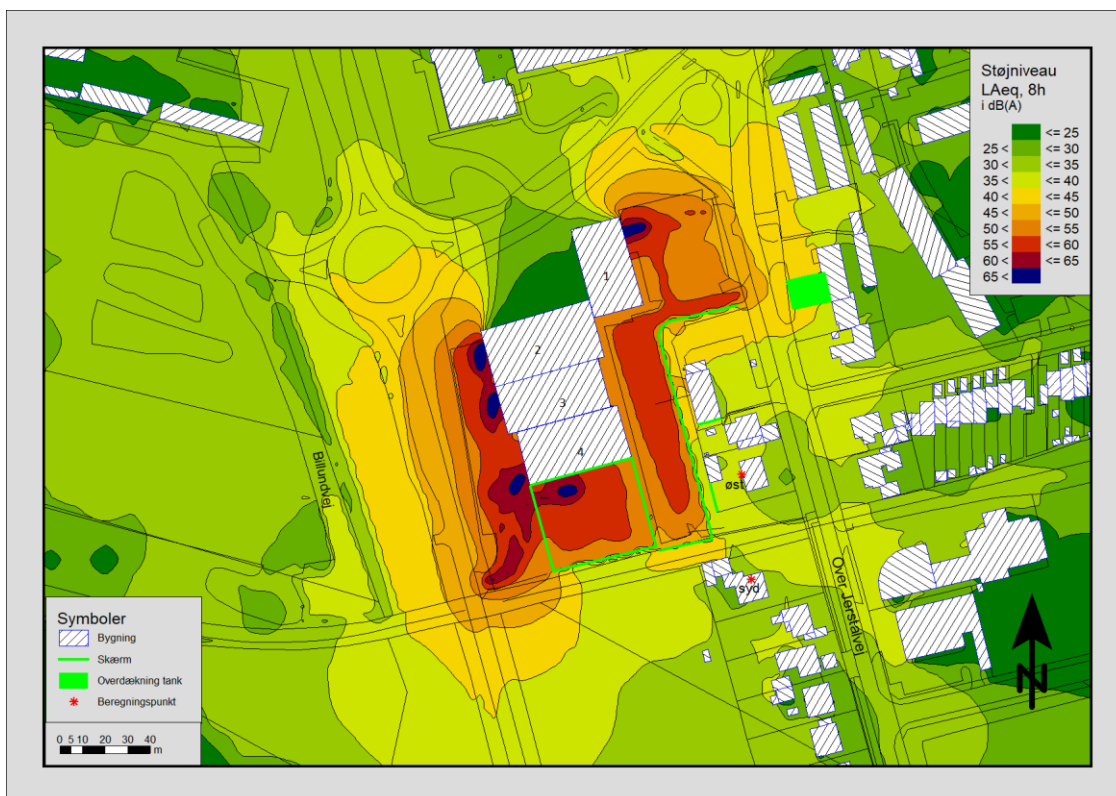 Støjniveau
LAeq, 8h
i dB(A)
<= 25
25 < <= 30
30 < <= 35
35 < <= 40
40 < <= 45
45 < <= 50
50 < <= 55
55 < <= 60
60 < <= 65
65 <
1
2
3
4
øst
syd
Billundvej
Over Jerstalvej
Symboler
Bygning
Skærm
Overdækning tank
Beregningspunkt
0 5 10 20 30 40
m
N